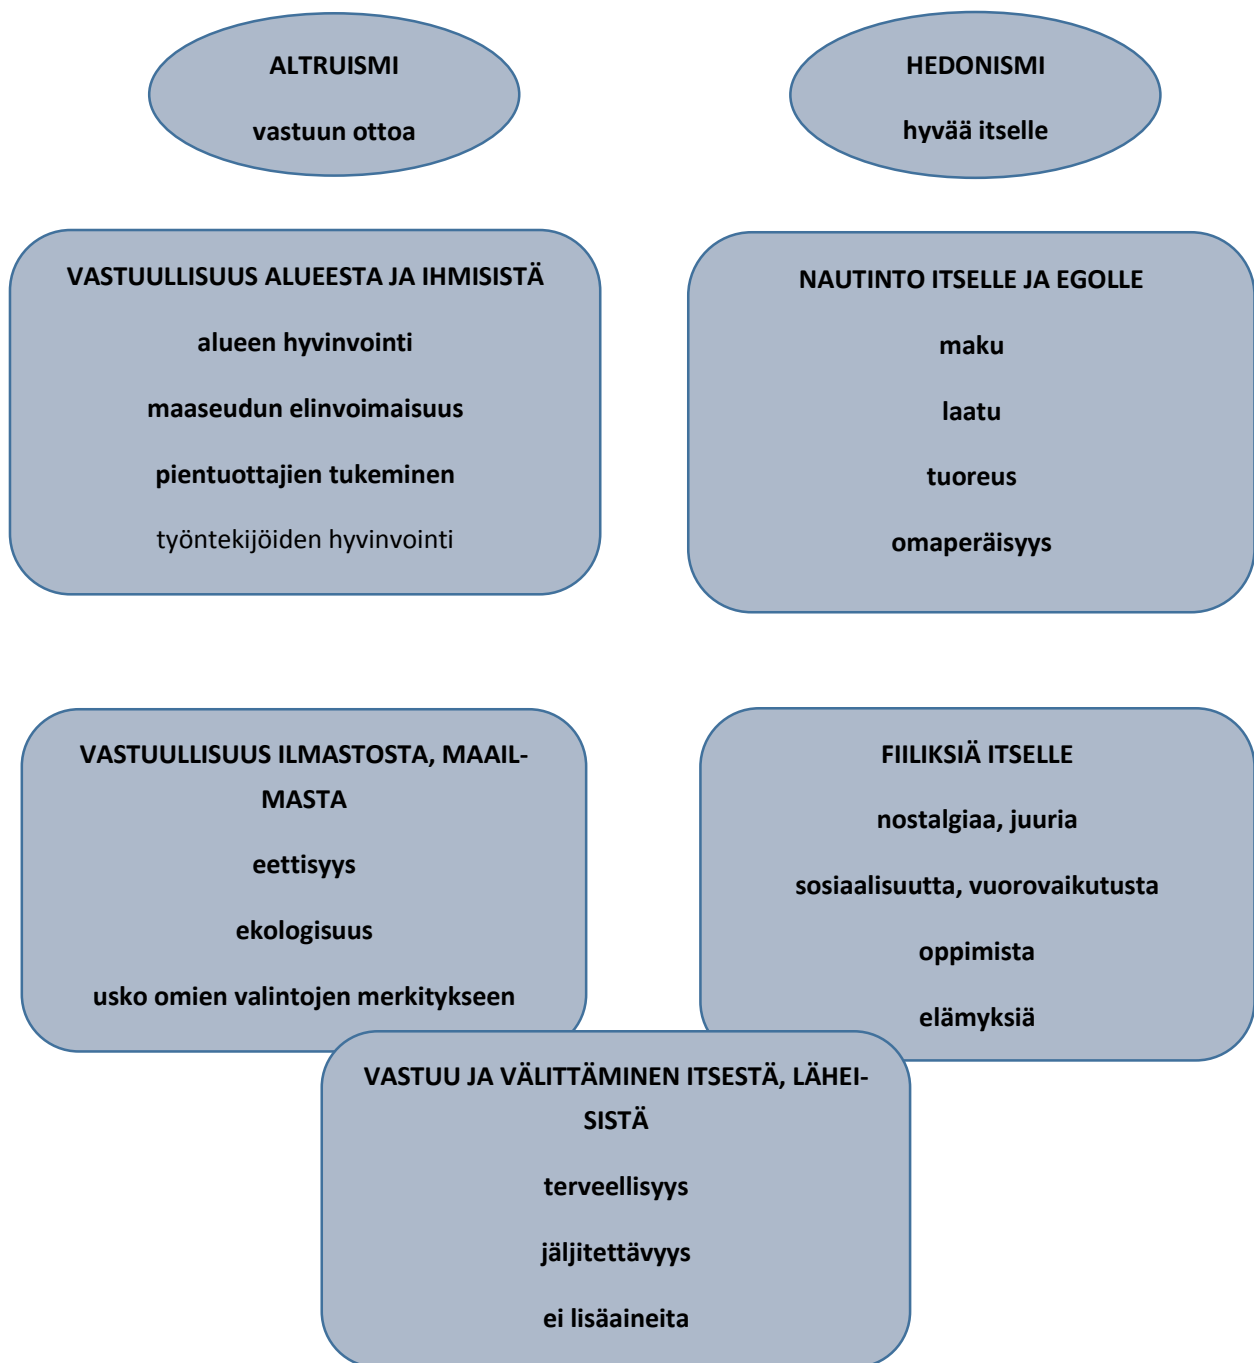 ALTRUISMI
vastuun ottoa
HEDONISMI
hyvää itselle
VASTUULLISUUS ALUEESTA JA IHMISISTÄ
alueen hyvinvointi
maaseudun elinvoimaisuus
pientuottajien tukeminen
työntekijöiden hyvinvointi
NAUTINTO ITSELLE JA EGOLLE
maku
laatu
tuoreus
omaperäisyys
VASTUULLISUUS ILMASTOSTA, MAAIL-
MASTA
eettisyys
ekologisuus
usko omien valintojen merkitykseen
FIILIKSIÄ ITSELLE
nostalgiaa, juuria
sosiaalisuutta, vuorovaikutusta
oppimista
elämyksiä
VASTUU JA VÄLITTÄMINEN ITSESTÄ, LÄHEI-
SISTÄ
terveellisyys
jäljitettävyys
ei lisäaineita